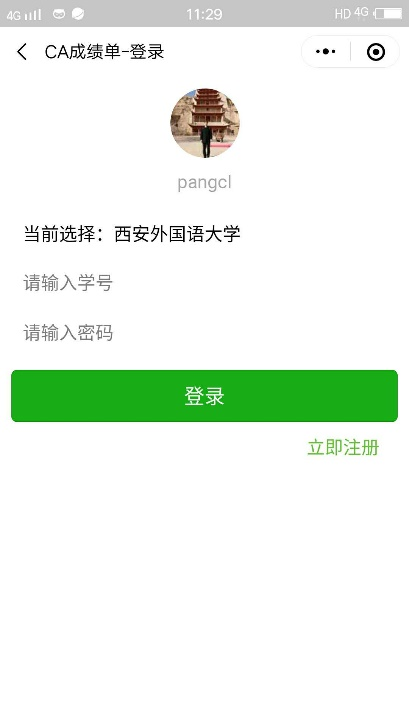 4G 11:29 HD 4G
CA成绩单-登录
pangcl
当前选择：西安外国语大学
请输入学号
请输入密码
登录
立即注册